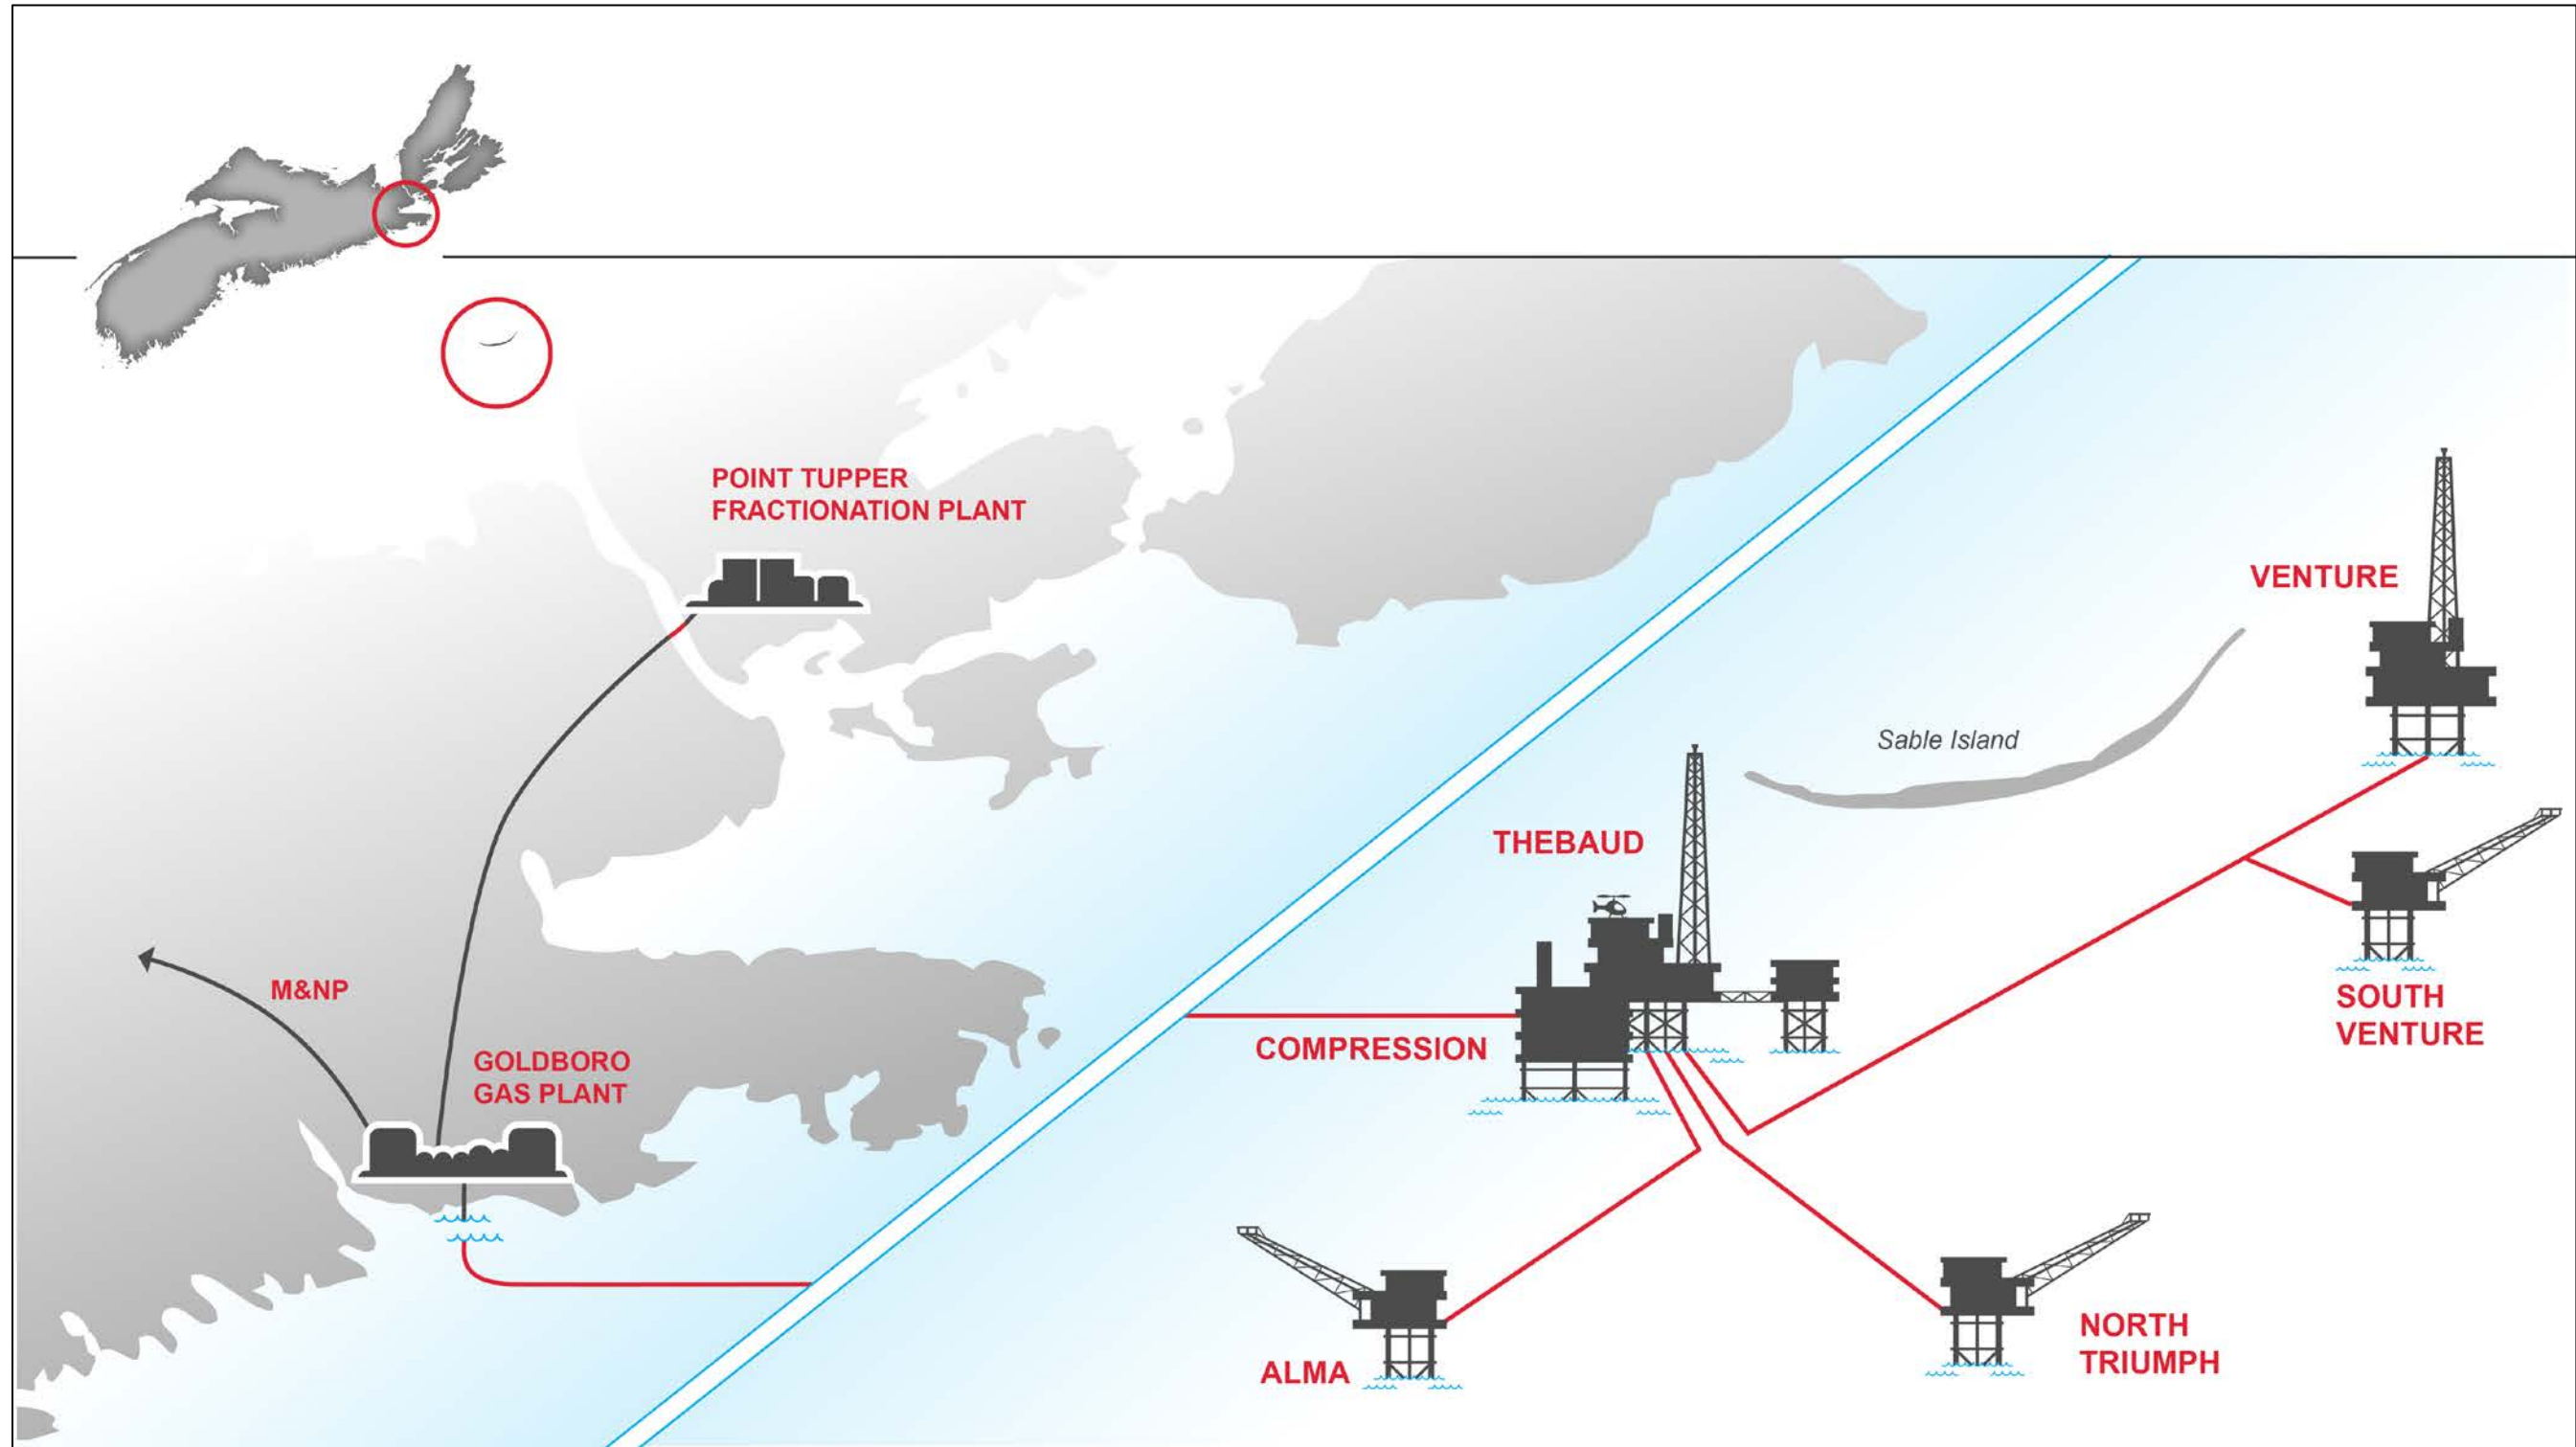 POINT TUPPER
FRACTIONATION PLANT
VENTURE
Sable Island
THEBAUD
M&NP
SOUTH
VENTURE
COMPRESSION
GOLDBORO
GAS PLANT
NORTH
TRIUMPH
ALMA